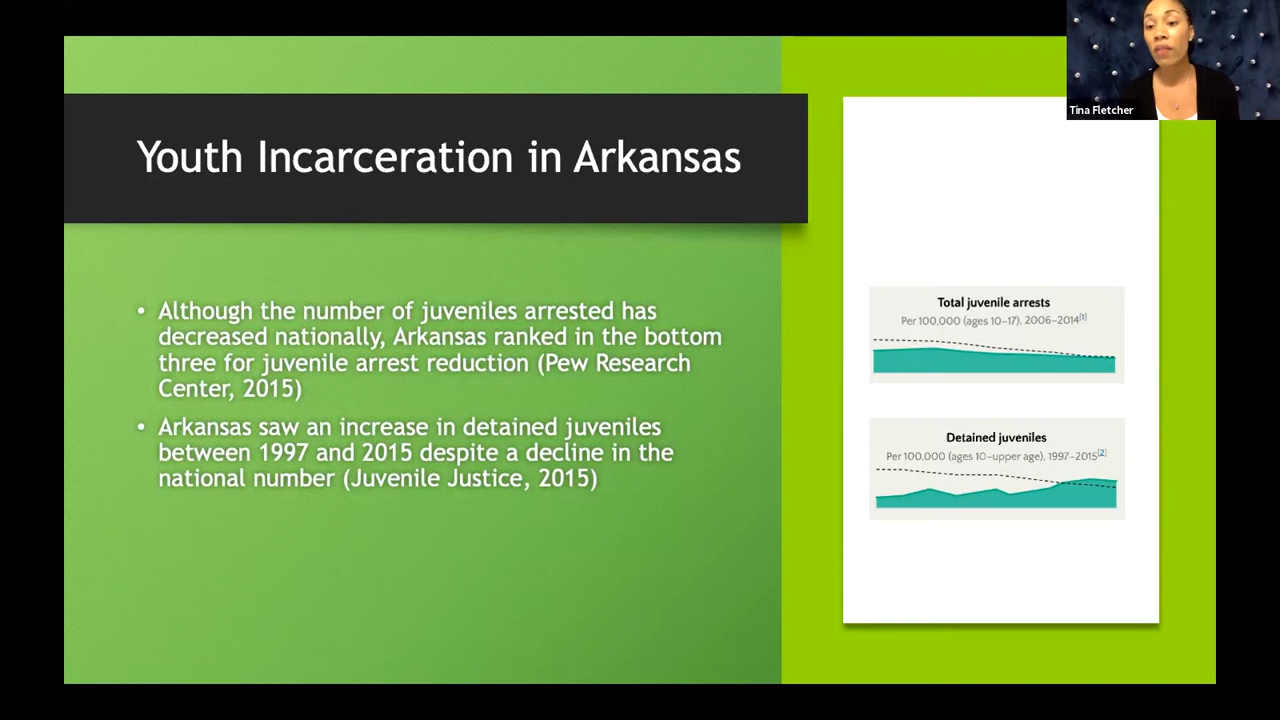 Tina Fletcher
Youth Incarceration in Arkansas
• Although the number of juveniles arrested has
decreased nationally, Arkansas ranked in the bottom
three for juvenile arrest reduction (Pew Research
Center, 2015)
• Arkansas saw an increase in detained juveniles
between 1997 and 2015 despite a decline in the
national number (Juvenile Justice, 2015)
Total juvenile arrests
Per 100,000 (ages 10–17), 2006–2014[1]
Detained juveniles
Per 100,000 (ages 10–upper age), 1997–2015[2]